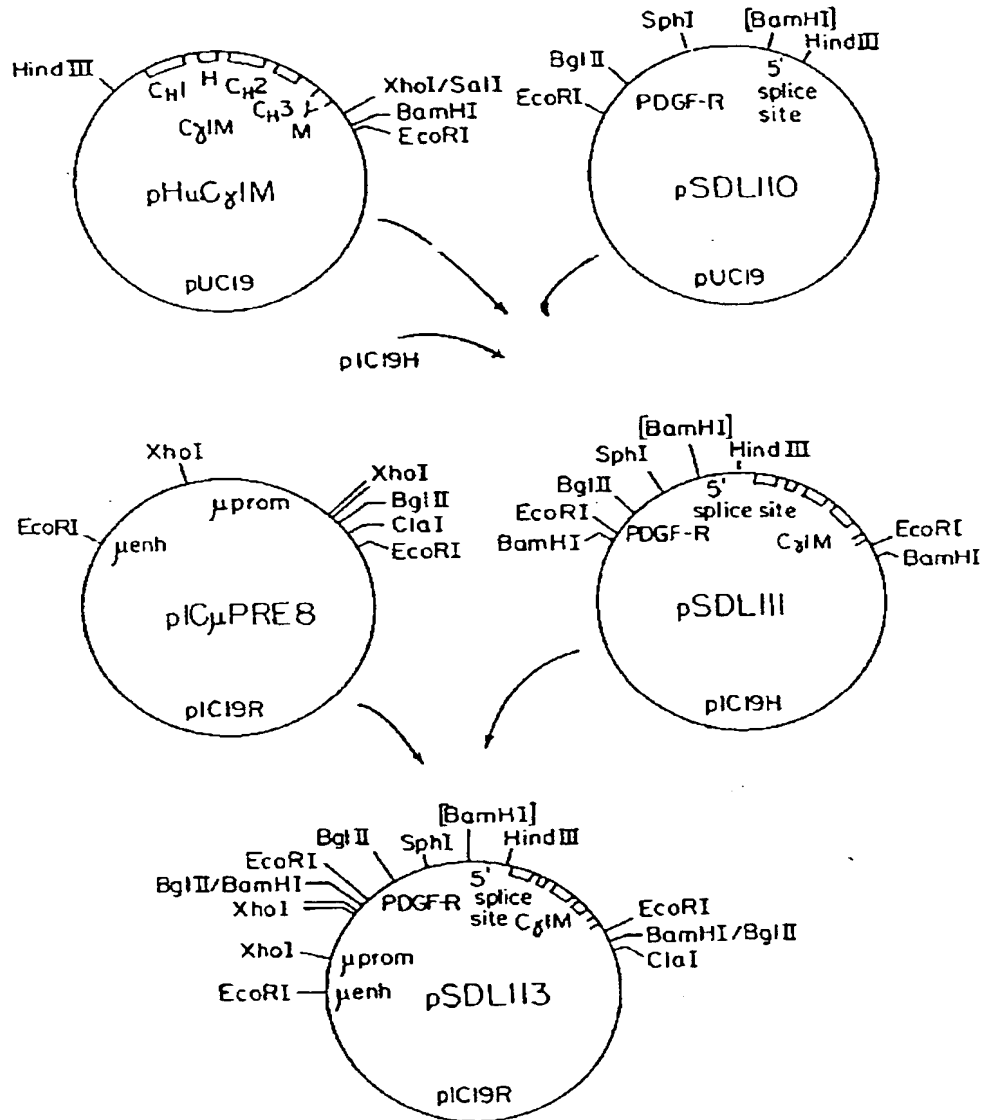 Hind III
CH1
H
CH2
CH3
M
CγIM
XhoI/SalI
BamHI
EcoRI
pHuCγIM
pUC19
SphI
[BamHI]
HindIII
BglII
EcoRI
PDGF-R
5'
splice
site
pSDL110
pUC19
pIC19H
XhoI
XhoI
BglII
ClaI
EcoRI
EcoRI
μprom
μenh
pICμPRE8
pIC19R
[BamHI]
Hind III
SphI
BglII
EcoRI
BamHI
PDGF-R
5'
splice site
CγIM
EcoRI
BamHI
pSDL111
pIC19H
[BamHI]
HindIII
SphI
BglII
EcoRI
BglII/BamHI
XhoI
XhoI
EcoRI
PDGF-R
5'
splice
site
CγIM
EcoRI
BamHI/BglII
ClaI
μprom
μenh
pSDL113
pIC19R